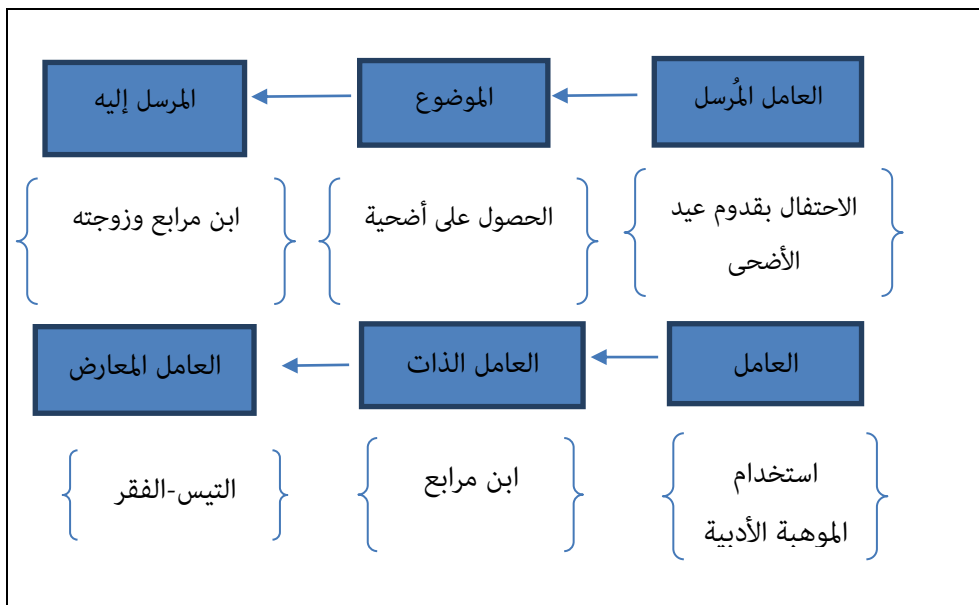 العامل المُرسل
الموضوع
المرسل إليه
الاحتفال بقدوم عيد
الأضحى
الحصول على أضحية
ابن مرابع وزوجته
العامل
العامل الذات
العامل المعارض
استخدام
الموهبة الأدبية
ابن مرابع
التيس-الفقر